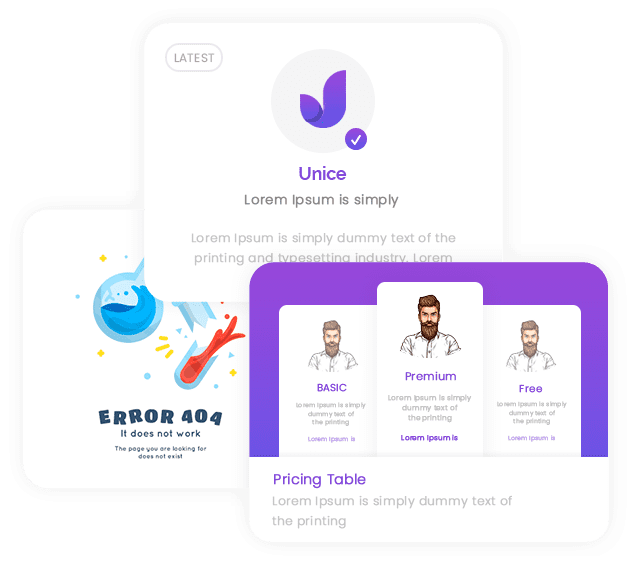 LATEST
Unice
Lorem Ipsum is simply
Lorem Ipsum is simply dummy text of the
printing and typesetting industry. Lorem
ERROR 404
It does not work
The page you are looking for
does not exist
BASIC
Lorem Ipsum is simply
dummy text of
the printing
Lorem Ipsum is
Premium
Lorem Ipsum is simply
dummy text of
the printing
Lorem Ipsum is
Free
Lorem Ipsum is simply
dummy text of
the printing
Lorem Ipsum is
Pricing Table
Lorem Ipsum is simply dummy text of
the printing